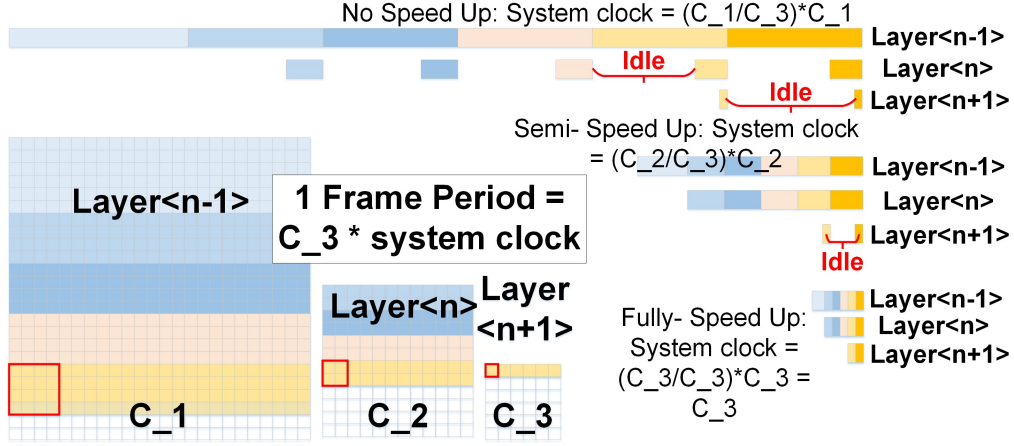 No Speed Up: System clock = (C_1/C_3)*C_1
Layer<n-1>
Idle
Layer<n>
Idle
Layer<n+1>
Semi- Speed Up: System clock
= (C_2/C_3)*C_2
Layer<n-1>
Layer<n>
Layer<n+1>
Idle
Layer<n-1>
1 Frame Period =
C_3 * system clock
Layer<n>
Layer
<n+1>
C_1
C_2
C_3
Fully- Speed Up:
System clock =
(C_3/C_3)*C_3 =
C_3
Layer<n-1>
Layer<n>
Layer<n+1>